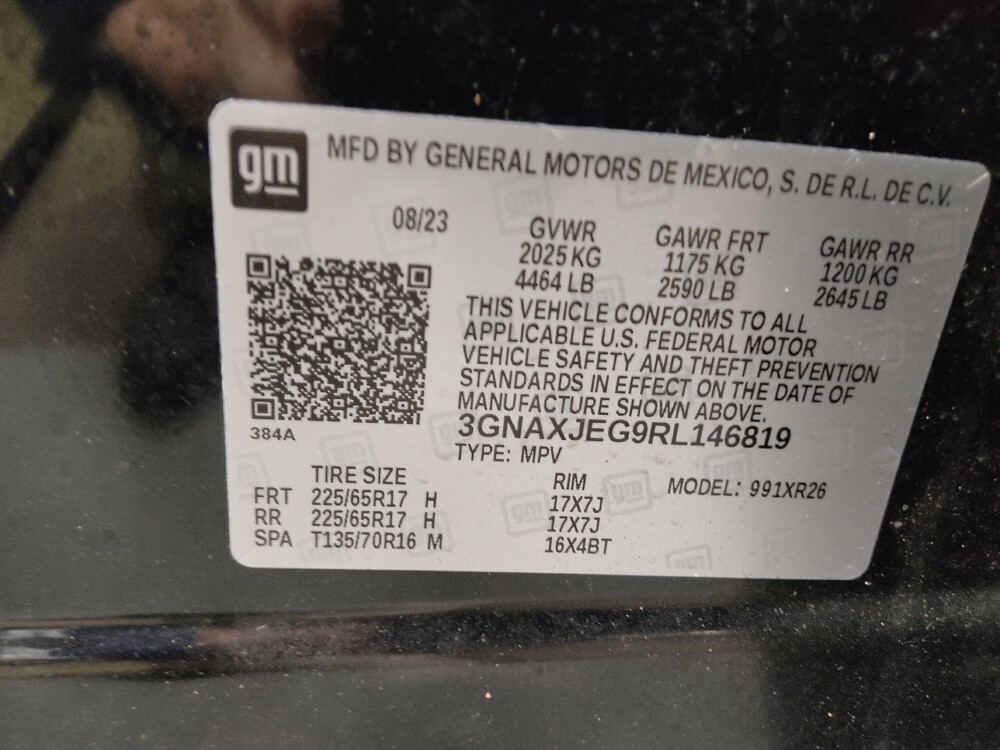 gm MFD BY GENERAL MOTORS DE MEXICO, S. DE R.L. DE C.V.
08/23 GVWR GAWR FRT GAWR RR
2025 KG 1175 KG 1200 KG
4464 LB 2590 LB 2645 LB
THIS VEHICLE CONFORMS TO ALL
APPLICABLE U.S. FEDERAL MOTOR
VEHICLE SAFETY AND THEFT PREVENTION
STANDARDS IN EFFECT ON THE DATE OF
MANUFACTURE SHOWN ABOVE.
384A 3GNAXJEG9RL146819
TYPE: MPV
TIRE SIZE RIM MODEL: 991XR26
FRT 225/65R17 H 17X7J
RR 225/65R17 H 17X7J
SPA T135/70R16 M 16X4BT